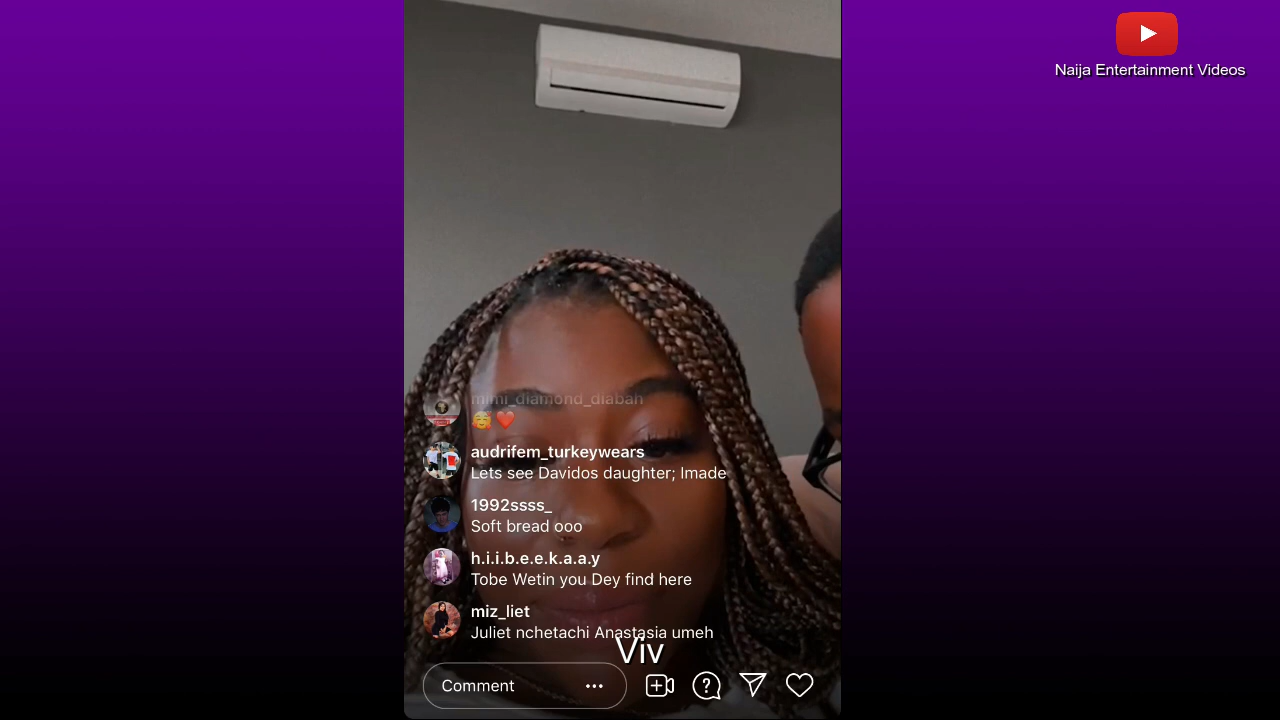 Naija Entertainment Videos
mimi_diamond_diabah
audrifem_turkeywears
Lets see Davidos daughter; Imade
1992ssss_
Soft bread ooo
h.i.i.b.e.e.k.a.a.y
Tobe Wetin you Dey find here
miz_liet
Juliet nchetachi Anastasia umeh
Viv
Comment